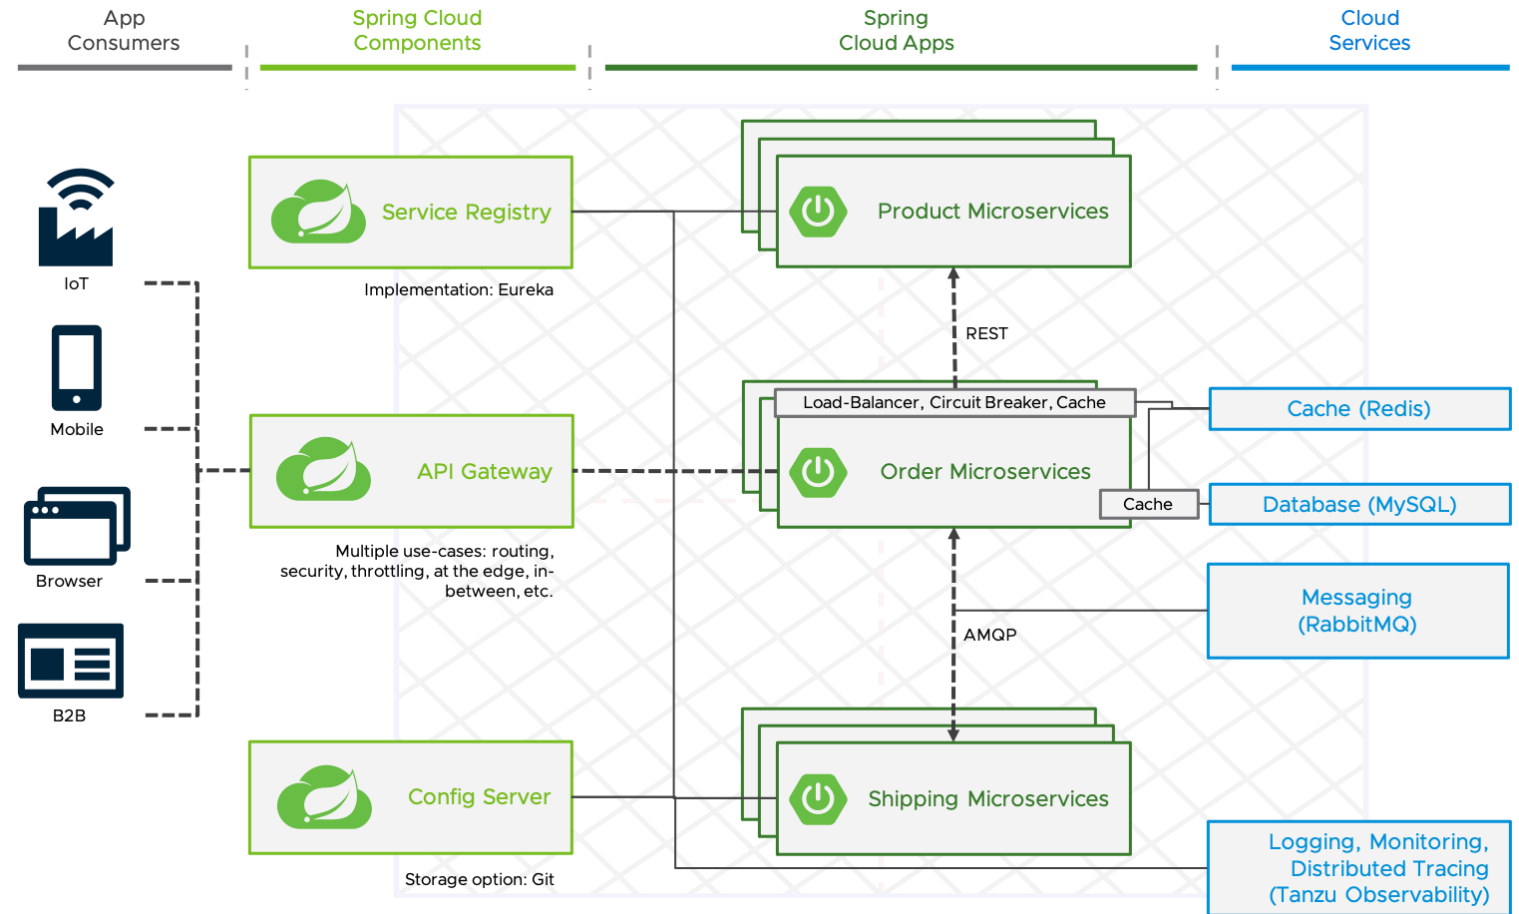 App
Consumers
Spring Cloud
Components
Spring
Cloud Apps
Cloud
Services
IoT
Mobile
Browser
B2B
Service Registry
Implementation: Eureka
API Gateway
Multiple use-cases: routing,
security, throttling, at the edge, in-
between, etc.
Config Server
Storage option: Git
Product Microservices
REST
Load-Balancer, Circuit Breaker, Cache
Order Microservices
Cache
AMQP
Shipping Microservices
Cache (Redis)
Database (MySQL)
Messaging
(RabbitMQ)
Logging, Monitoring,
Distributed Tracing
(Tanzu Observability)